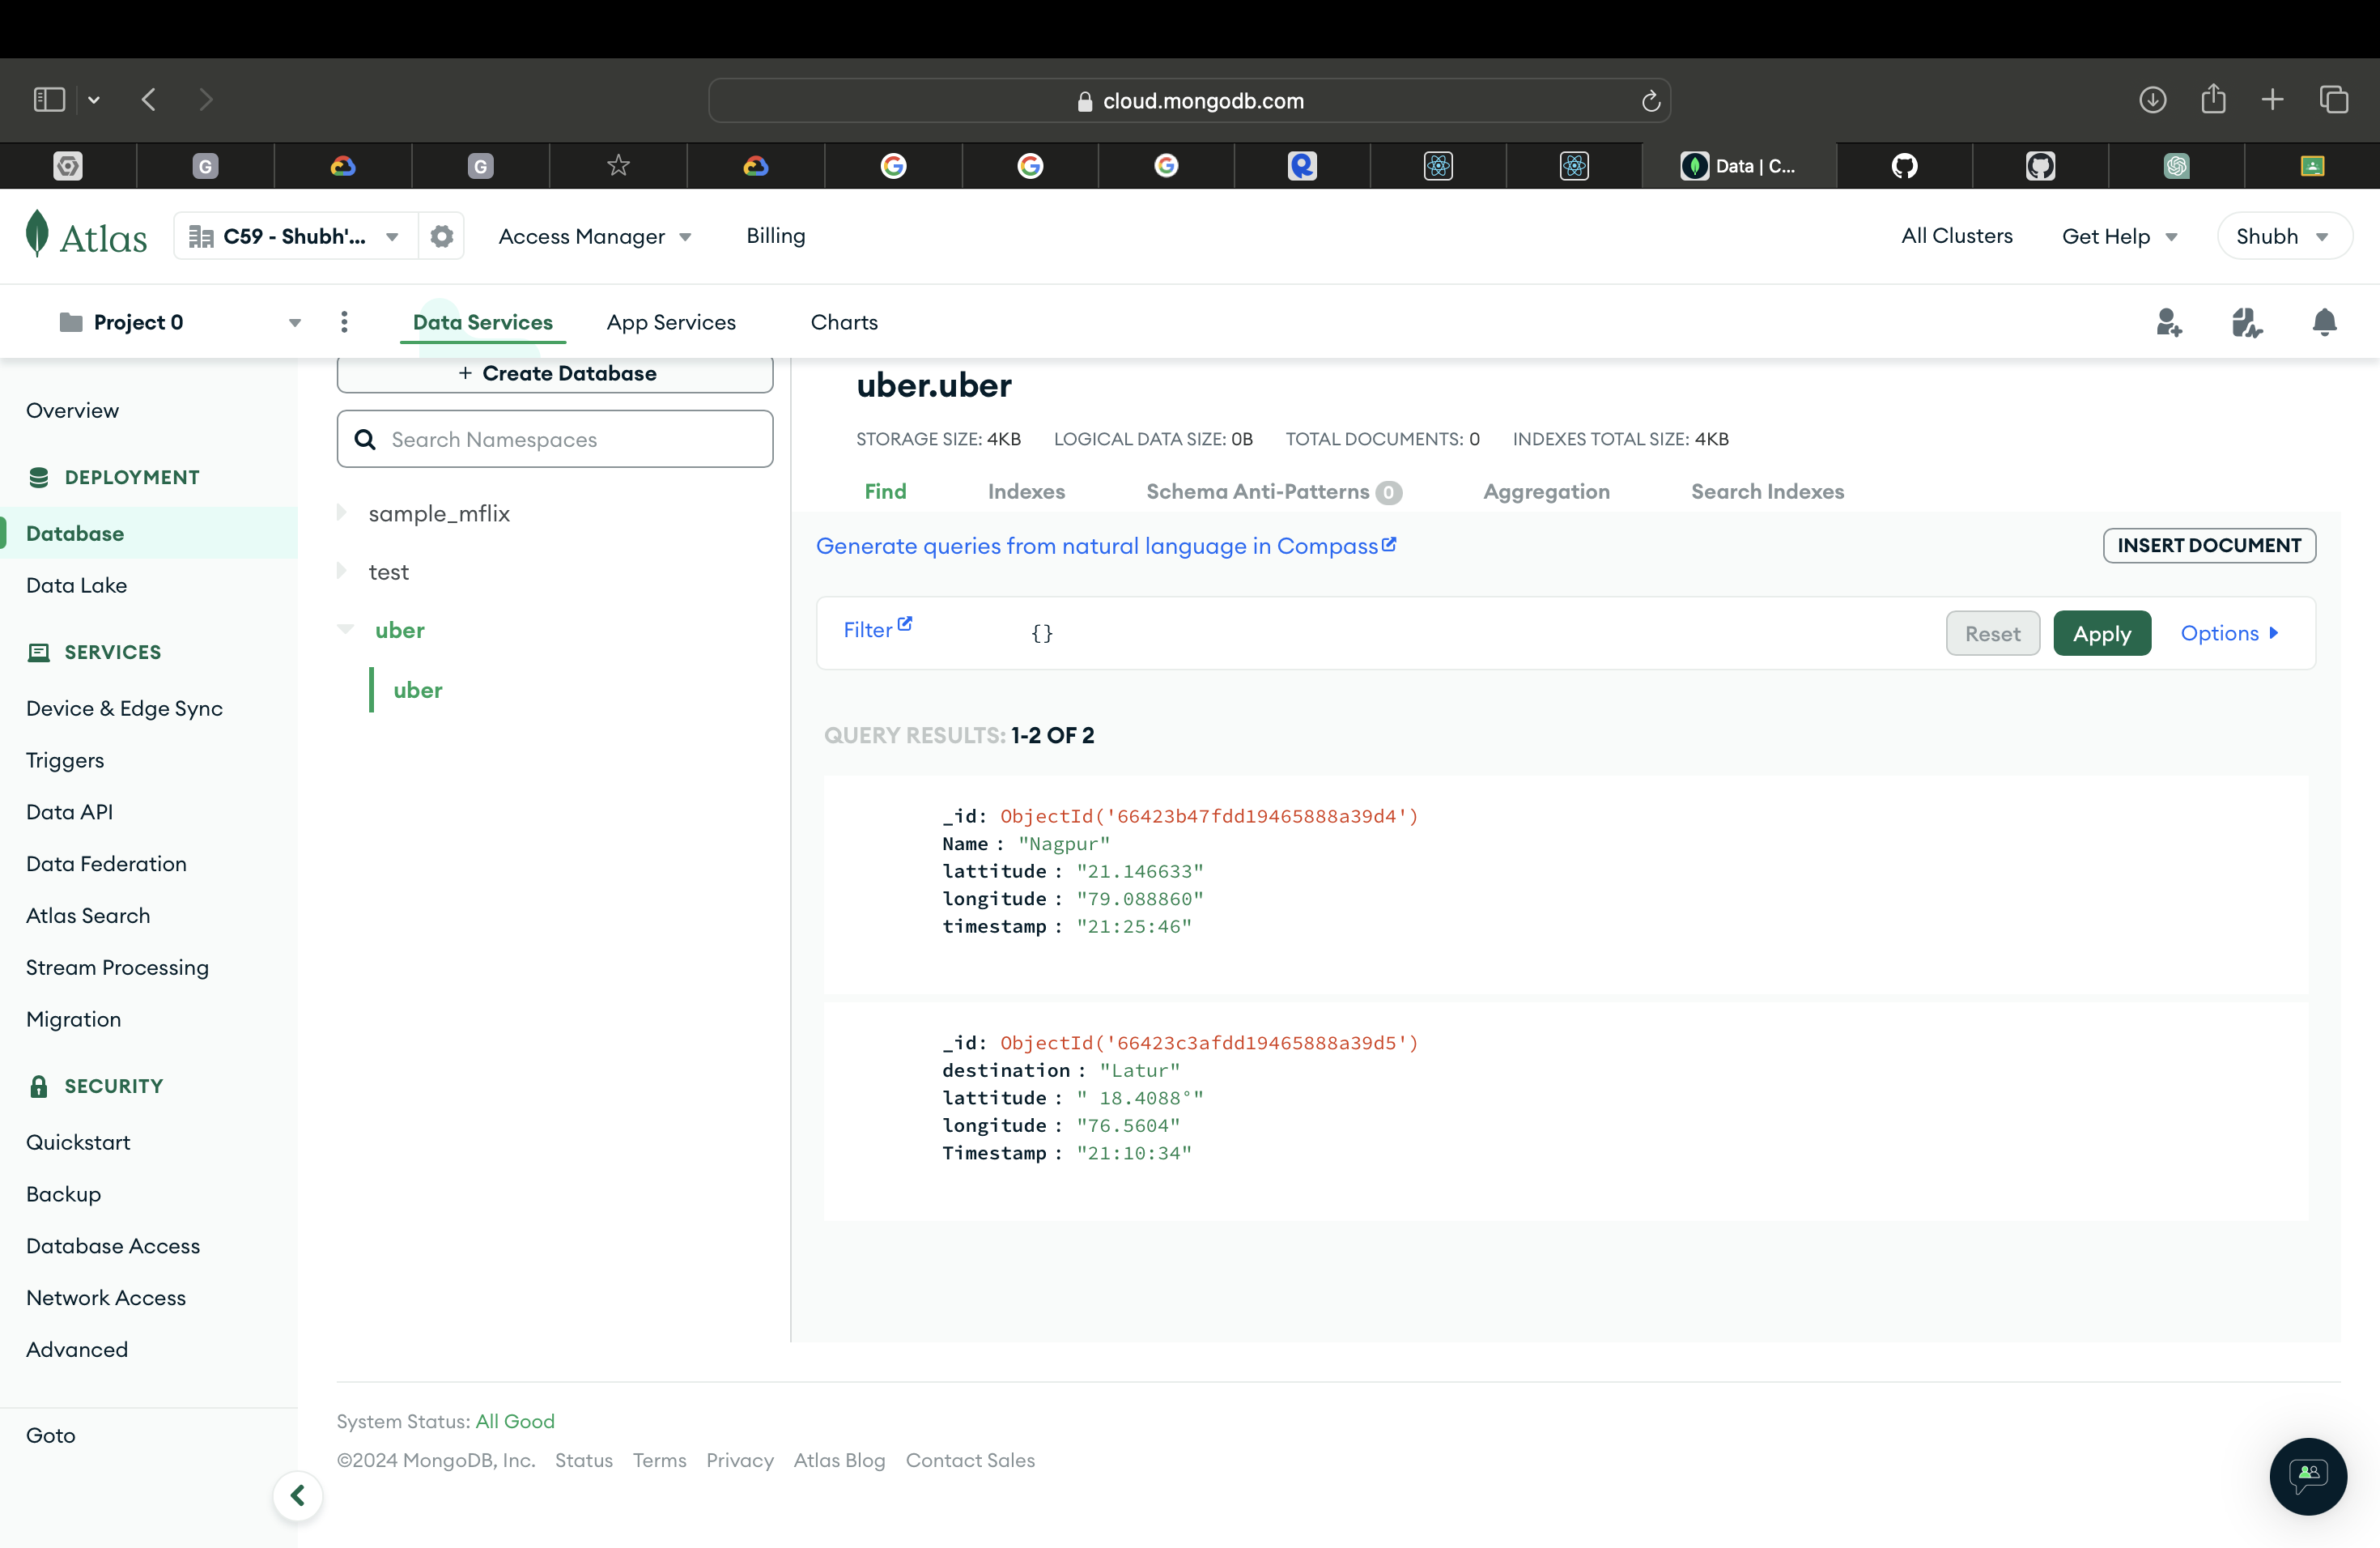 cloud.mongodb.com
G
G
Data | C...
Atlas
C59 - Shubh'...
Access Manager
Billing
All Clusters
Get Help
Shubh
Project 0
Data Services
App Services
Charts
Overview
DEPLOYMENT
Database
Data Lake
SERVICES
Device & Edge Sync
Triggers
Data API
Data Federation
Atlas Search
Stream Processing
Migration
SECURITY
Quickstart
Backup
Database Access
Network Access
Advanced
Goto
+ Create Database
Search Namespaces
sample_mflix
test
uber
uber
uber.uber
STORAGE SIZE: 4KB LOGICAL DATA SIZE: 0B TOTAL DOCUMENTS: 0 INDEXES TOTAL SIZE: 4KB
Find Indexes Schema Anti-Patterns 0 Aggregation Search Indexes
Generate queries from natural language in Compass
INSERT DOCUMENT
Filter
{}
Reset
Apply
Options
QUERY RESULTS: 1-2 OF 2
_id: ObjectId('66423b47fdd19465888a39d4')
Name : "Nagpur"
lattitude : "21.146633"
longitude : "79.088860"
timestamp : "21:25:46"
_id: ObjectId('66423c3afdd19465888a39d5')
destination : "Latur"
lattitude : " 18.4088°"
longitude : "76.5604"
Timestamp : "21:10:34"
System Status: All Good
©2024 MongoDB, Inc. Status Terms Privacy Atlas Blog Contact Sales